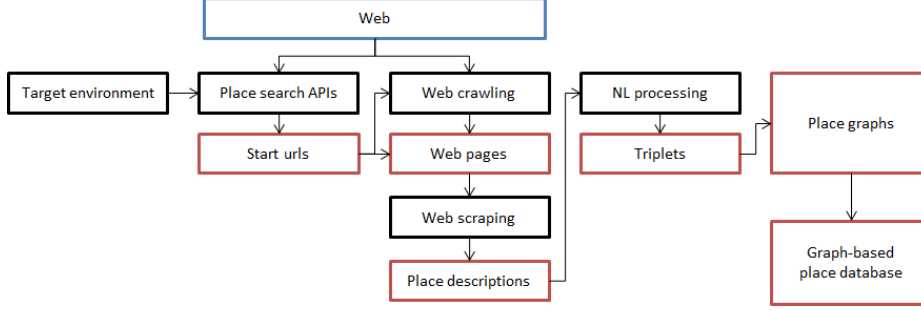 Web
Target environment
Place search APIs
Web crawling
NL processing
Place graphs
Start urls
Web pages
Triplets
Web scraping
Graph-based
place database
Place descriptions